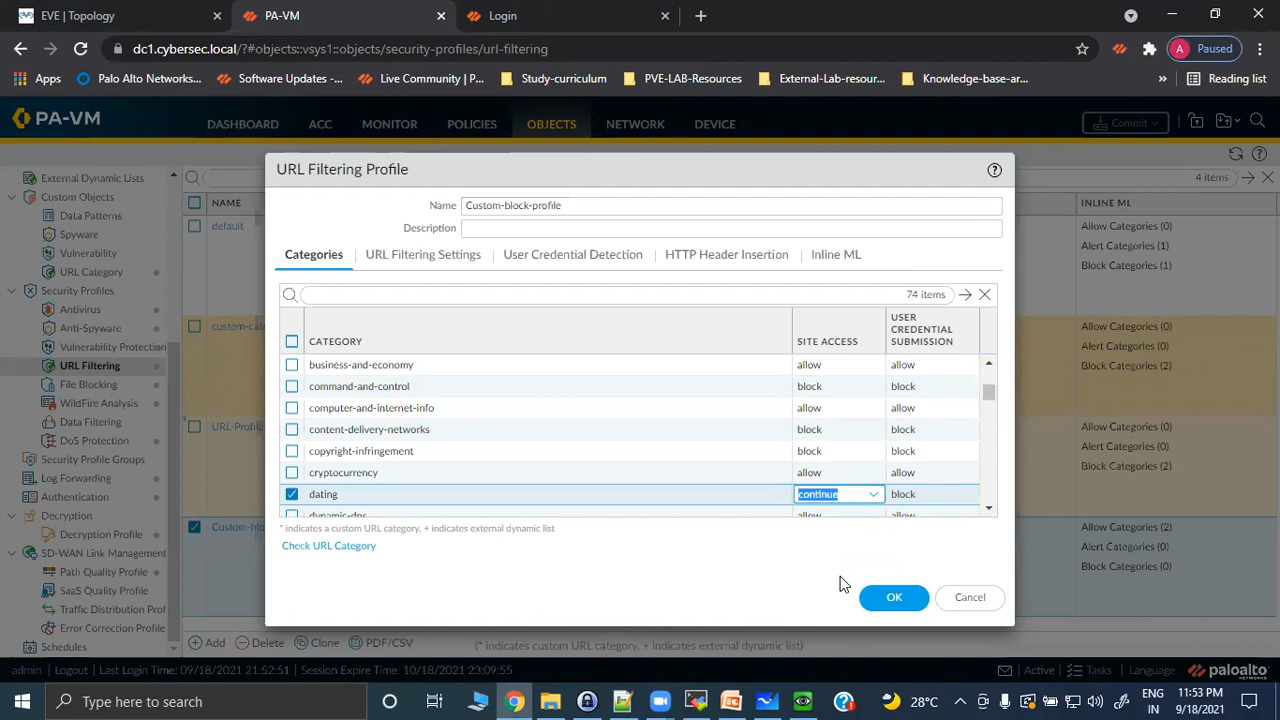 EVE | Topology
PA-VM
Login
dc1.cybersec.local/?#objects::vsys1::objects/security-profiles/url-filtering
A Paused
Apps
Palo Alto Networks...
Software Updates -...
Live Community | P...
Study-curriculum
PVE-LAB-Resources
External-Lab-resour...
Knowledge-base-ar...
Reading list
PA-VM
DASHBOARD
ACC
MONITOR
POLICIES
OBJECTS
NETWORK
DEVICE
Commit
External Dynamic Lists
Custom Objects
Data Patterns
Spyware
Vulnerability
URL Category
Security Profiles
Antivirus
Anti-Spyware
Vulnerability Protection
URL Filtering
File Blocking
WildFire Analysis
Data Filtering
DoS Protection
Security Profile Groups
Log Forwarding
Authentication
Decryption
Decryption Profile
SD-WAN Link Management
Path Quality Profile
SaaS Quality Profile
Traffic Distribution Prof
Error Correction Profile
Schedules
4 items
NAME
INLINE ML
default
Allow Categories (0)
Alert Categories (1)
Block Categories (1)
custom-cat
Allow Categories (0)
Alert Categories (0)
Block Categories (2)
URL-Profile
Allow Categories (0)
Alert Categories (0)
Block Categories (2)
Custom-b
Allow Categories (2)
Alert Categories (0)
Block Categories (0)
URL Filtering Profile
Name
Custom-block-profile
Description
Categories
URL Filtering Settings
User Credential Detection
HTTP Header Insertion
Inline ML
74 items
CATEGORY
SITE ACCESS
USER CREDENTIAL SUBMISSION
business-and-economy allow allow
command-and-control block block
computer-and-internet-info allow allow
content-delivery-networks block block
copyright-infringement block block
cryptocurrency allow allow
dating continue block
dynamic-dns allow allow
* indicates a custom URL category, + indicates external dynamic list
Check URL Category
OK
Cancel
Add
Delete
Clone
PDF/CSV
(* indicates custom URL category, + indicates external dynamic list)
admin | Logout | Last Login Time: 09/18/2021 21:52:51 | Session Expire Time: 10/18/2021 23:09:55
Active
Tasks
Language
paloalto
NETWORKS
Type here to search
28°C
ENG
IN
11:53 PM
9/18/2021